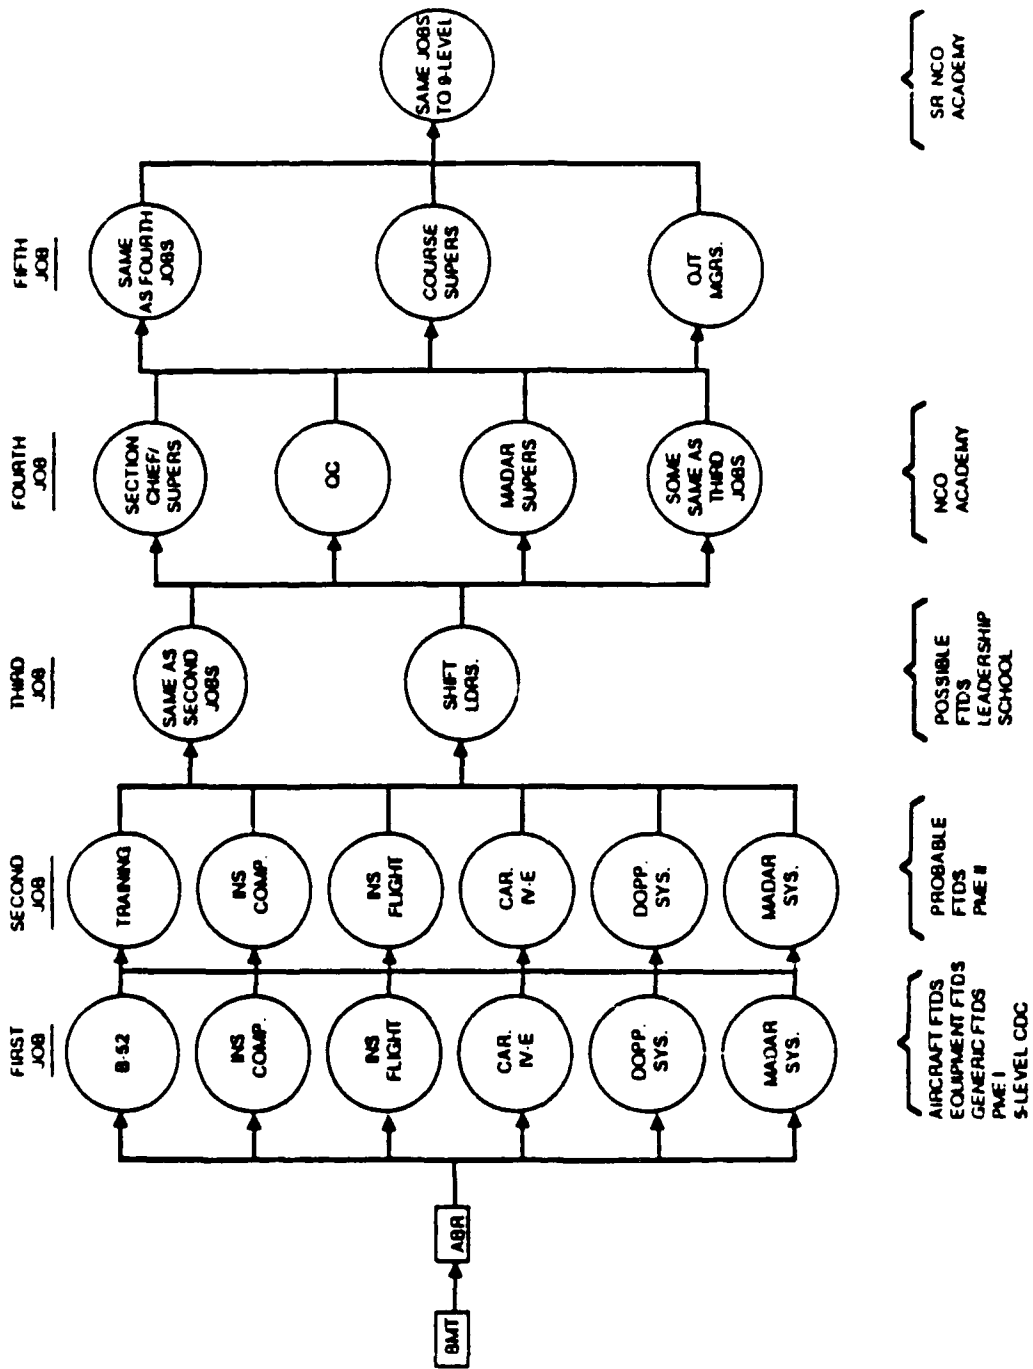 FIRST
JOB
SECOND
JOB
THIRD
JOB
FOURTH
JOB
FIFTH
JOB
BMT
ABR
B-52
INS
COMP.
INS
FLIGHT
CAR.
IV-E
DOPP.
SYS.
MADAR
SYS.
TRAINING
INS
COMP.
INS
FLIGHT
CAR.
IV-E
DOPP.
SYS.
MADAR
SYS.
SAME AS
SECOND
JOBS
SHIFT
LDRS.
SECTION
CHIEF/
SUPERS
QC
MADAR
SUPERS
SOME
SAME AS
THIRD
JOBS
SAME
AS FOURTH
JOBS
COURSE
SUPERS
OJT
MGRS.
SAME JOBS
TO 9-LEVEL
AIRCRAFT FTDS
EQUIPMENT FTDS
GENERIC FTDS
PME I
5-LEVEL CDC
PROBABLE
FTDS
PME II
POSSIBLE
FTDS
LEADERSHIP
SCHOOL
NCO
ACADEMY
SR NCO
ACADEMY